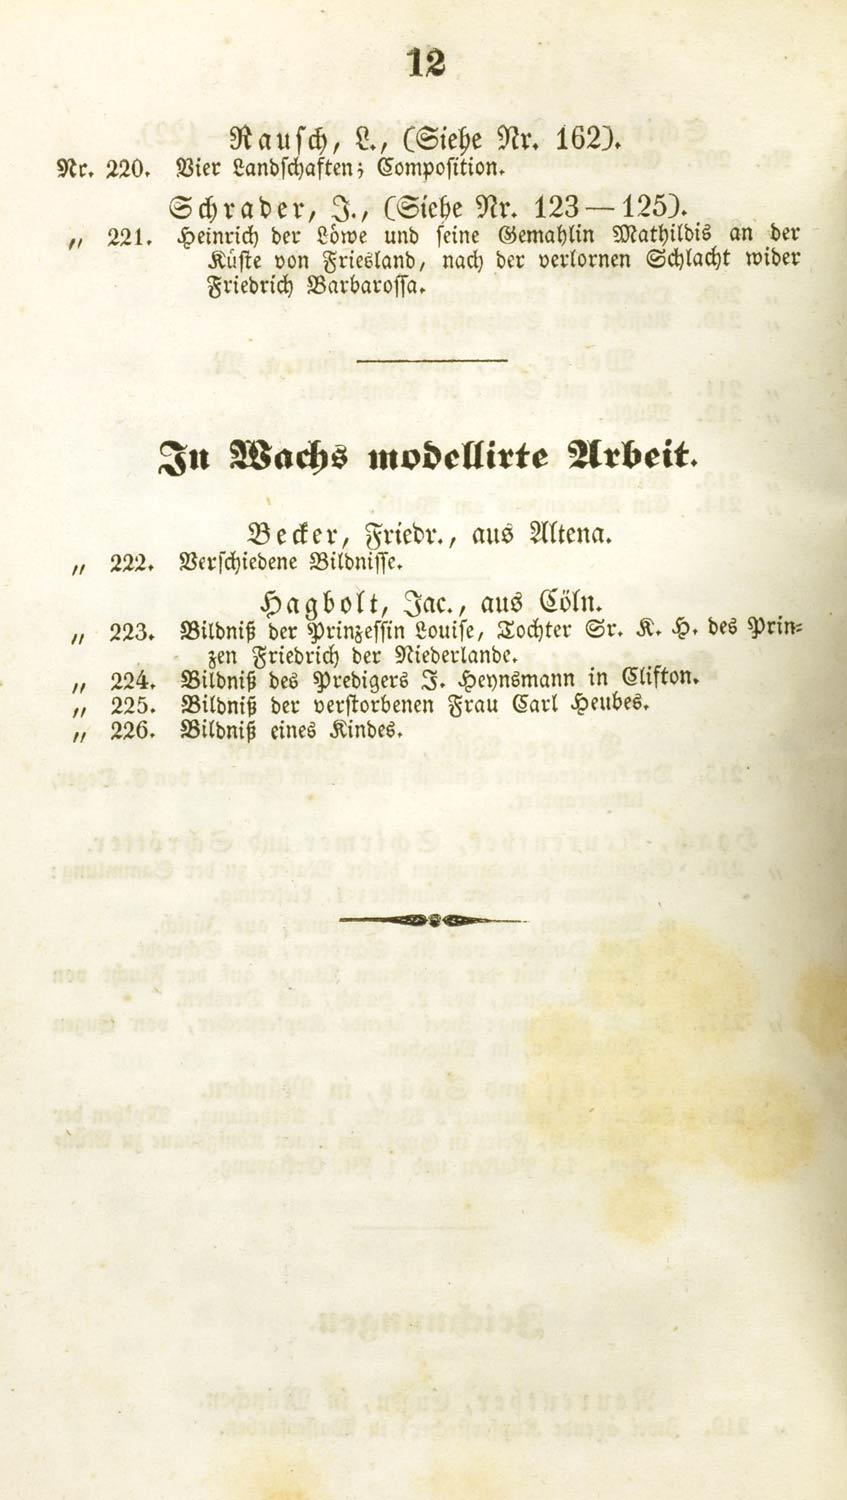 12
Rausch, L., (Siehe Nr. 162).
Nr. 220. Vier Landschaften; Composition.
Schrader, J., (Siehe Nr. 123—125).
„ 221. Heinrich der Löwe und seine Gemahlin Mathildis an der
Küste von Friesland, nach der verlornen Schlacht wider
Friedrich Barbarossa.
In Wachs modellirte Arbeit.
Becker, Friedr., aus Altena.
„ 222. Verschiedene Bildnisse.
Hagbolt, Jac., aus Cöln.
„ 223. Bildniß der Prinzessin Louise, Tochter Sr. K. H. des Prin-
zen Friedrich der Niederlande.
„ 224. Bildniß des Predigers J. Heynsmann in Clifton.
„ 225. Bildniß der verstorbenen Frau Carl Heubes.
„ 226. Bildniß eines Kindes.